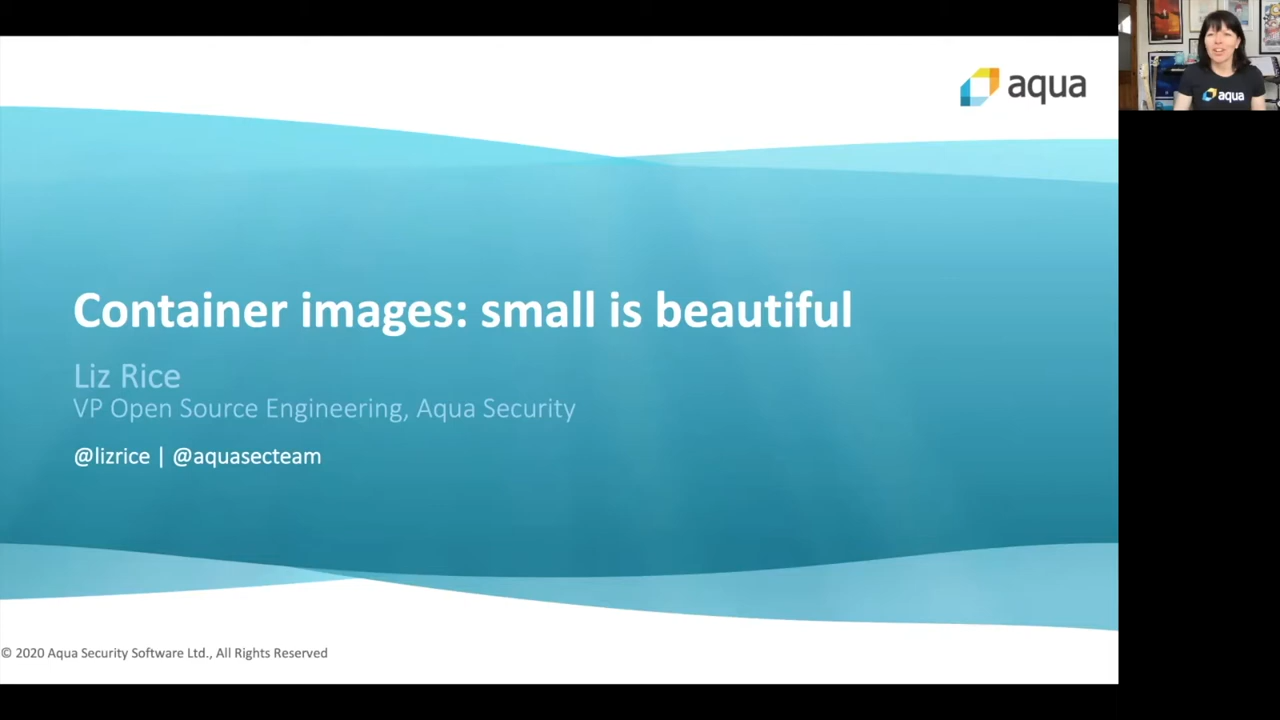 aqua
aqua
Container images: small is beautiful
Liz Rice
VP Open Source Engineering, Aqua Security
@lizrice | @aquasecteam
© 2020 Aqua Security Software Ltd., All Rights Reserved